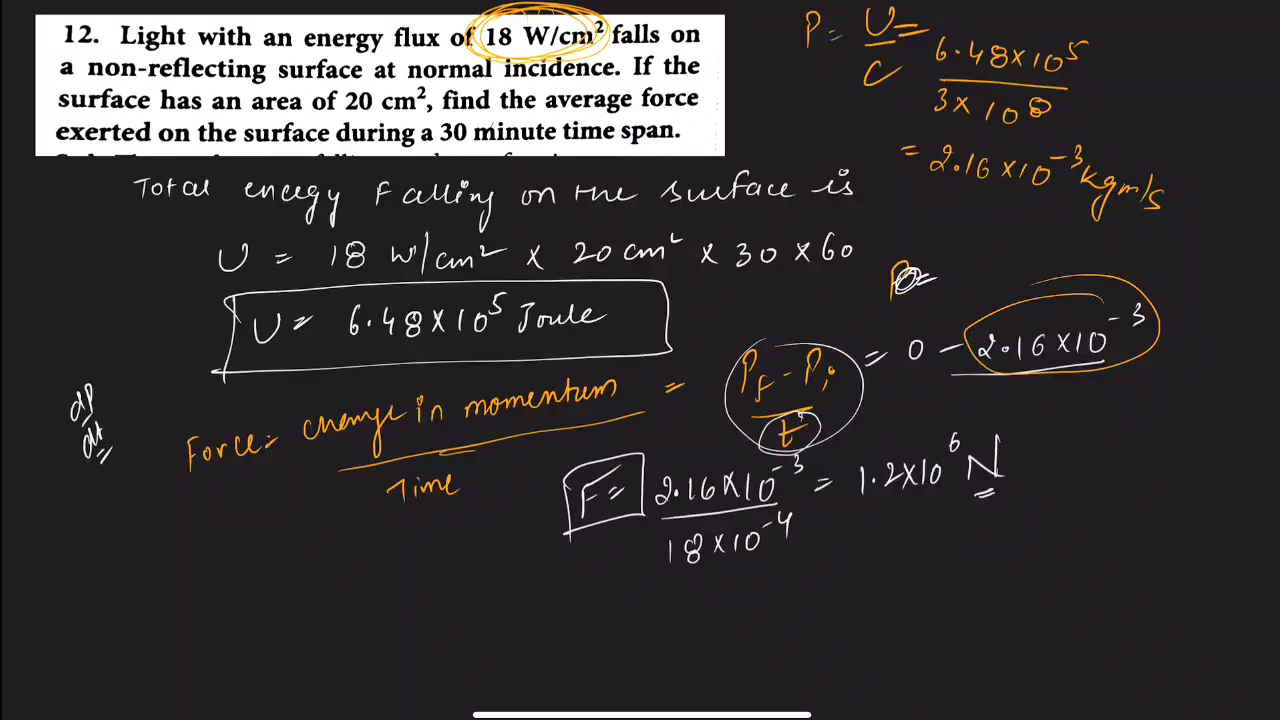 12. Light with an energy flux of 18 W/cm² falls on
a non-reflecting surface at normal incidence. If the
surface has an area of 20 cm², find the average force
exerted on the surface during a 30 minute time span.
P = U/C = 6.48×10⁵ / 3×10⁸
= 2.16×10⁻³ kgm/s
Total energy Falling on the surface is
U = 18 W/cm² × 20 cm² × 30 × 60
U = 6.48×10⁵ Joule
dP/dt
Force = change in momentum / Time = Pf - Pi / t = 0 - 2.16×10⁻³
F = 2.16×10⁻³ / 18×10⁻⁴ = 1.2×10⁶ N